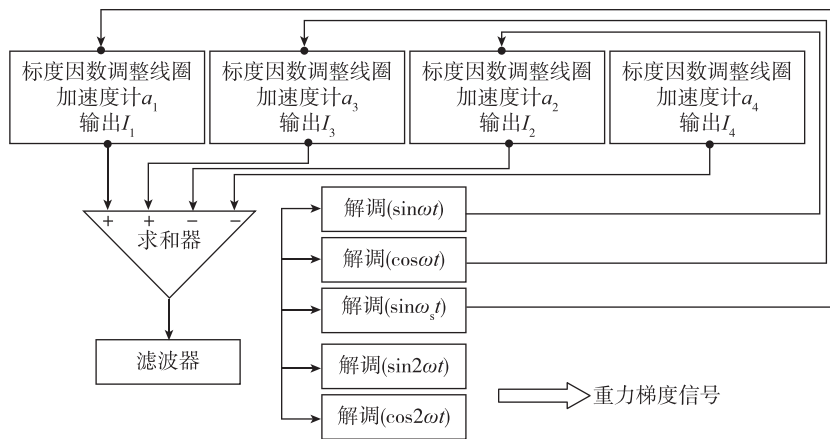 标度因数调整线圈
加速度计a₁
输出I₁
标度因数调整线圈
加速度计a₃
输出I₃
标度因数调整线圈
加速度计a₂
输出I₂
标度因数调整线圈
加速度计a₄
输出I₄
+ + − −
求和器
滤波器
解调(sinωt)
解调(cosωt)
解调(sinωₛt)
解调(sin2ωt)
解调(cos2ωt)
重力梯度信号